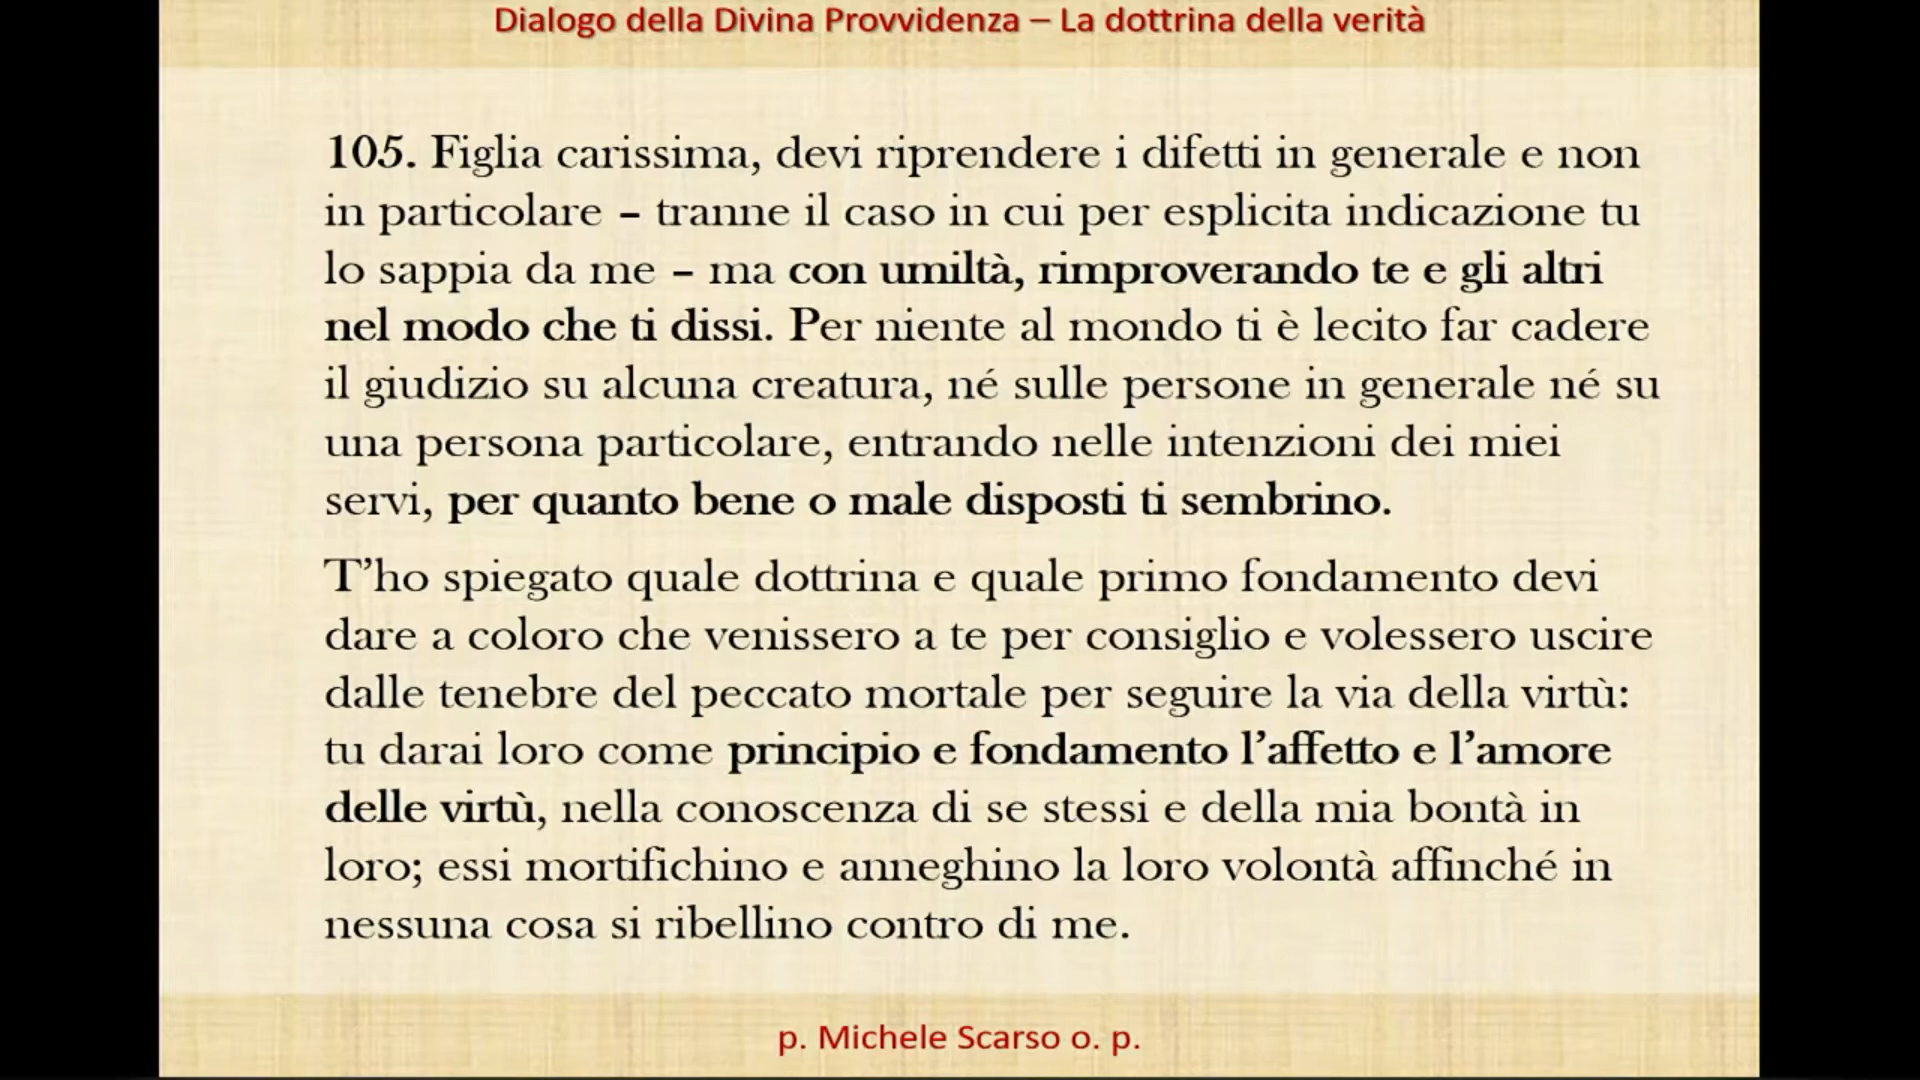 Dialogo della Divina Provvidenza – La dottrina della verità
105. Figlia carissima, devi riprendere i difetti in generale e non
in particolare – tranne il caso in cui per esplicita indicazione tu
lo sappia da me – ma con umiltà, rimproverando te e gli altri
nel modo che ti dissi. Per niente al mondo ti è lecito far cadere
il giudizio su alcuna creatura, né sulle persone in generale né su
una persona particolare, entrando nelle intenzioni dei miei
servi, per quanto bene o male disposti ti sembrino.
T’ho spiegato quale dottrina e quale primo fondamento devi
dare a coloro che venissero a te per consiglio e volessero uscire
dalle tenebre del peccato mortale per seguire la via della virtù:
tu darai loro come principio e fondamento l’affetto e l’amore
delle virtù, nella conoscenza di se stessi e della mia bontà in
loro; essi mortifichino e anneghino la loro volontà affinché in
nessuna cosa si ribellino contro di me.
p. Michele Scarso o. p.